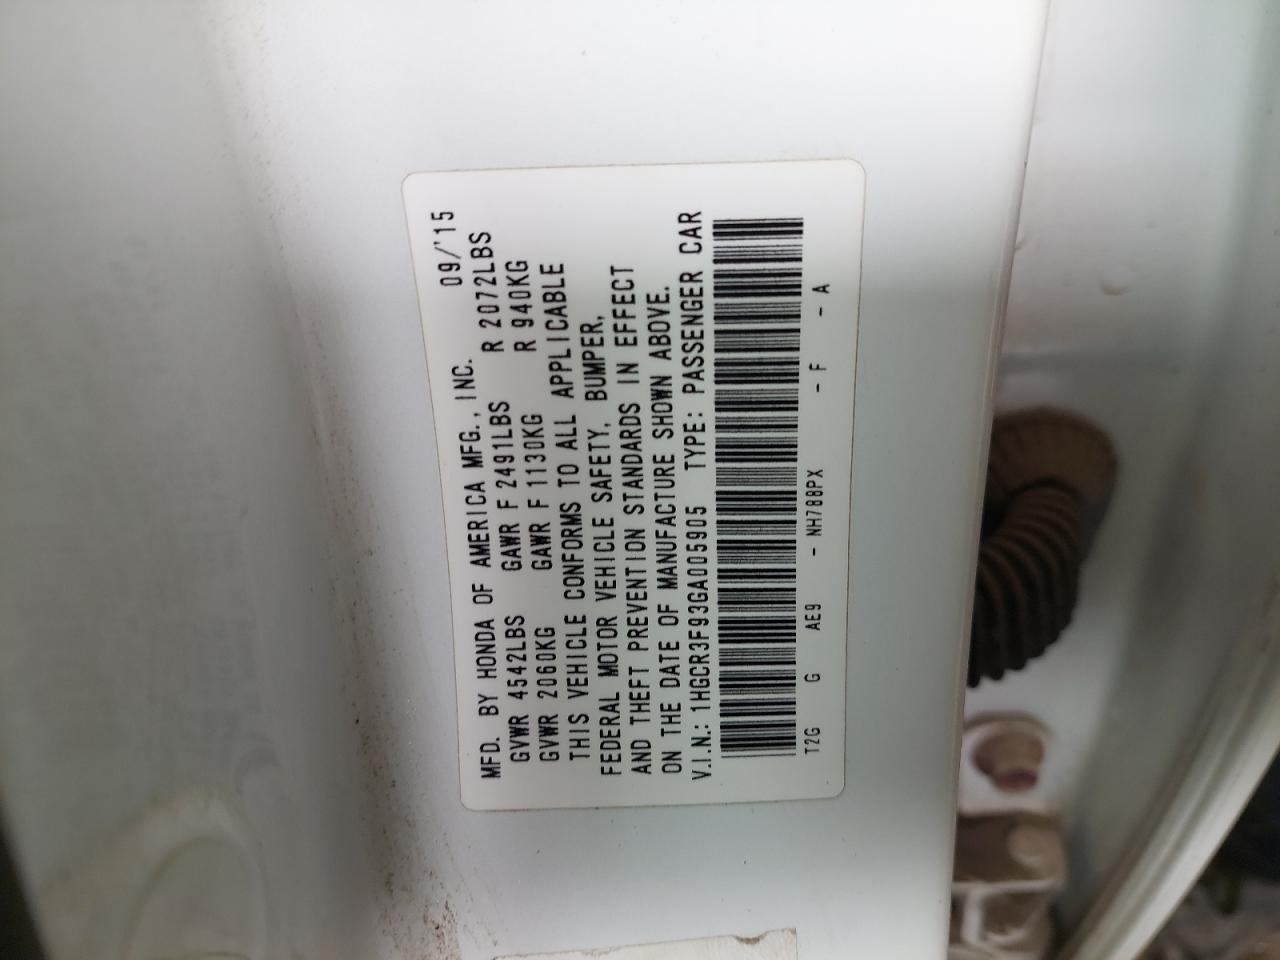 MFD. BY HONDA OF AMERICA MFG., INC. 09/'15
GVWR 4542LBS GAWR F 2491LBS R 2072LBS
GVWR 2060KG GAWR F 1130KG R 940KG
THIS VEHICLE CONFORMS TO ALL APPLICABLE
FEDERAL MOTOR VEHICLE SAFETY, BUMPER,
AND THEFT PREVENTION STANDARDS IN EFFECT
ON THE DATE OF MANUFACTURE SHOWN ABOVE.
V.I.N.: 1HGCR3F93GA005905 TYPE: PASSENGER CAR
T2G G AE9 - NH788PX - F - A